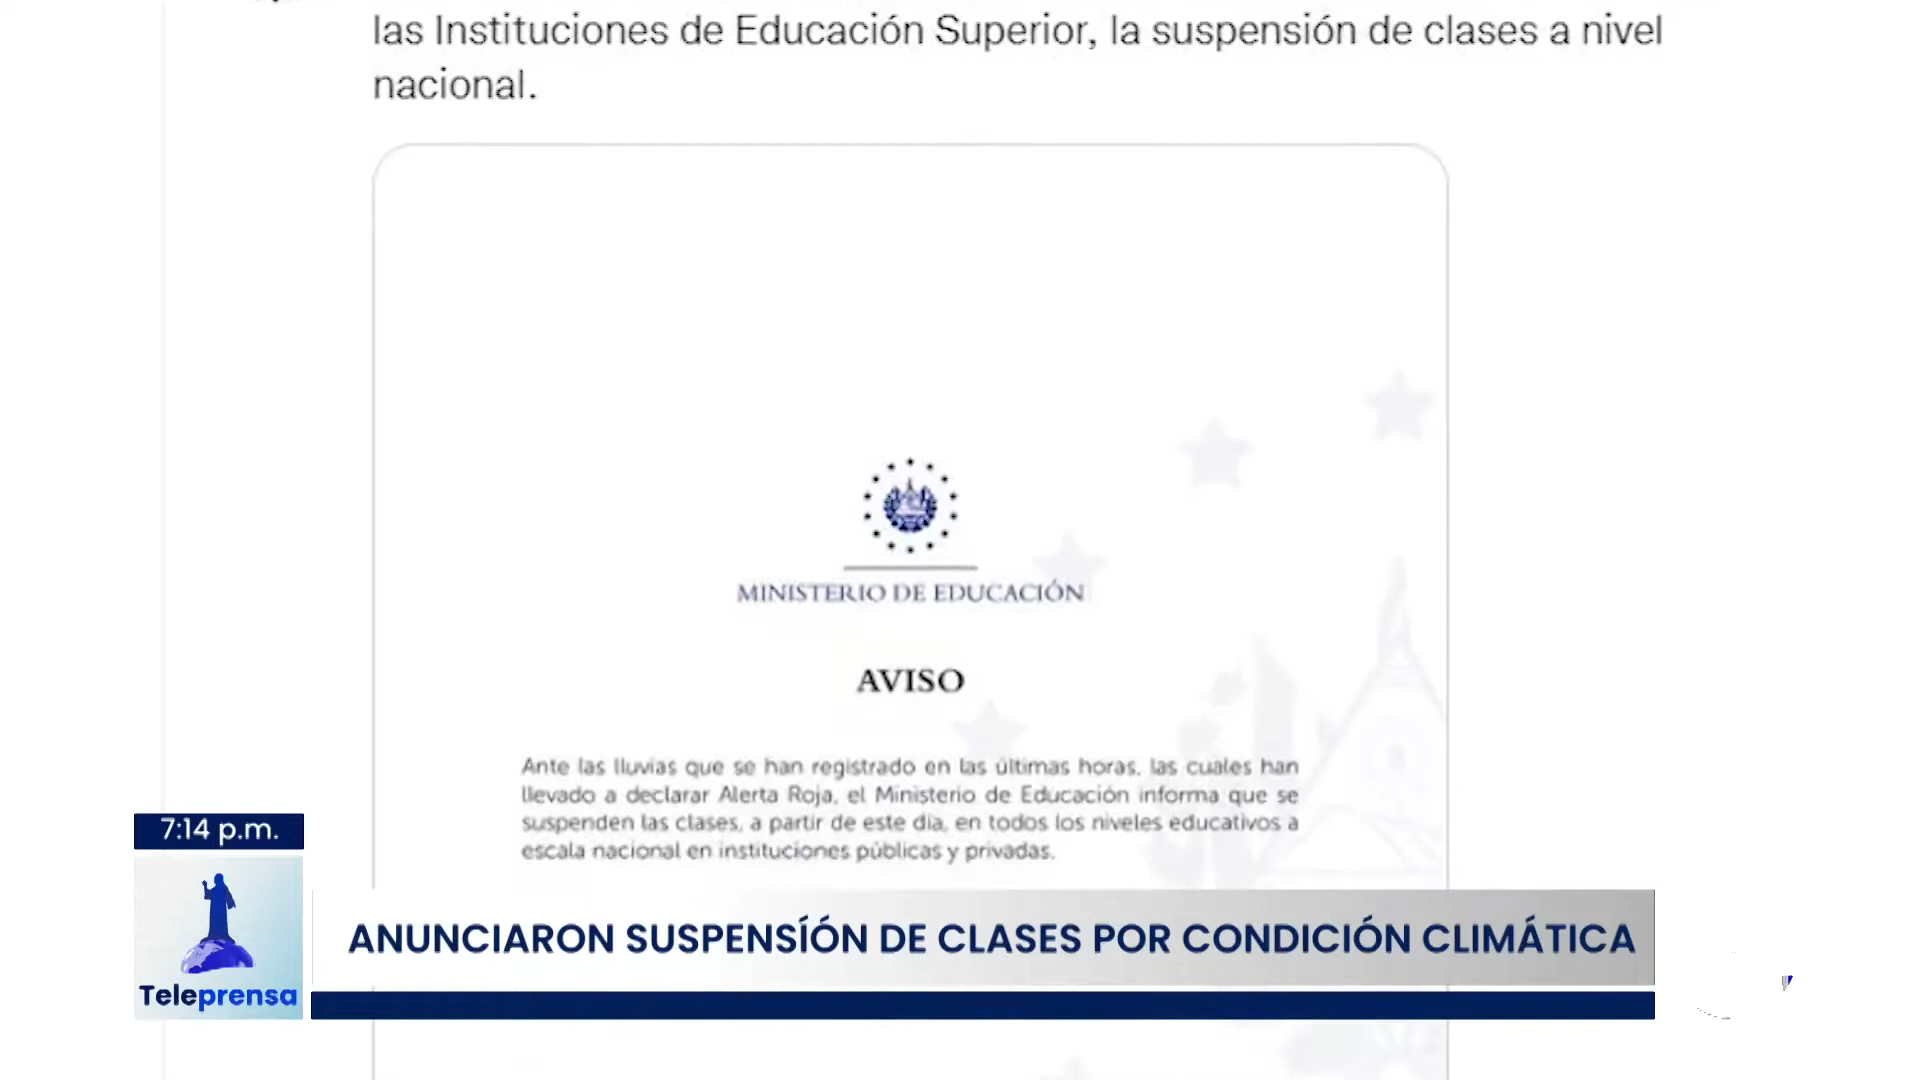 las Instituciones de Educación Superior, la suspensión de clases a nivel
nacional.
MINISTERIO DE EDUCACIÓN
AVISO
Ante las lluvias que se han registrado en las últimas horas, las cuales han
llevado a declarar Alerta Roja, el Ministerio de Educación informa que se
suspenden las clases, a partir de este día, en todos los niveles educativos a
escala nacional en instituciones públicas y privadas.
7:14 p.m.
ANUNCIARON SUSPENSÍÓN DE CLASES POR CONDICIÓN CLIMÁTICA
Teleprensa